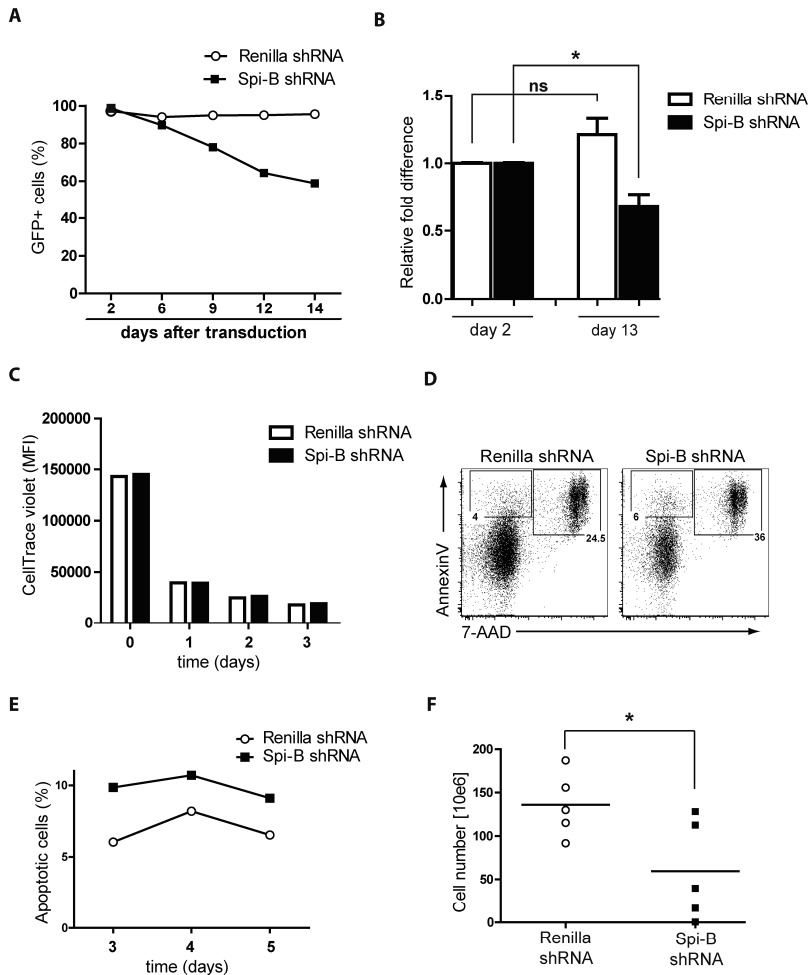 A
Renilla shRNA
Spi-B shRNA
GFP+ cells (%)
100
80
60
40
20
0
2 6 9 12 14
days after transduction
B
*
ns
Renilla shRNA
Spi-B shRNA
Relative fold difference
1.5
1.0
0.5
0.0
day 2 day 13
C
Renilla shRNA
Spi-B shRNA
CellTrace violet (MFI)
200000
150000
100000
50000
0
0 1 2 3
time (days)
D
Renilla shRNA Spi-B shRNA
4 24.5 6 36
AnnexinV
7-AAD
E
Renilla shRNA
Spi-B shRNA
Apoptotic cells (%)
10
5
0
3 4 5
time (days)
F
*
Cell number [10e6]
200
150
100
50
0
Renilla shRNA
Spi-B shRNA